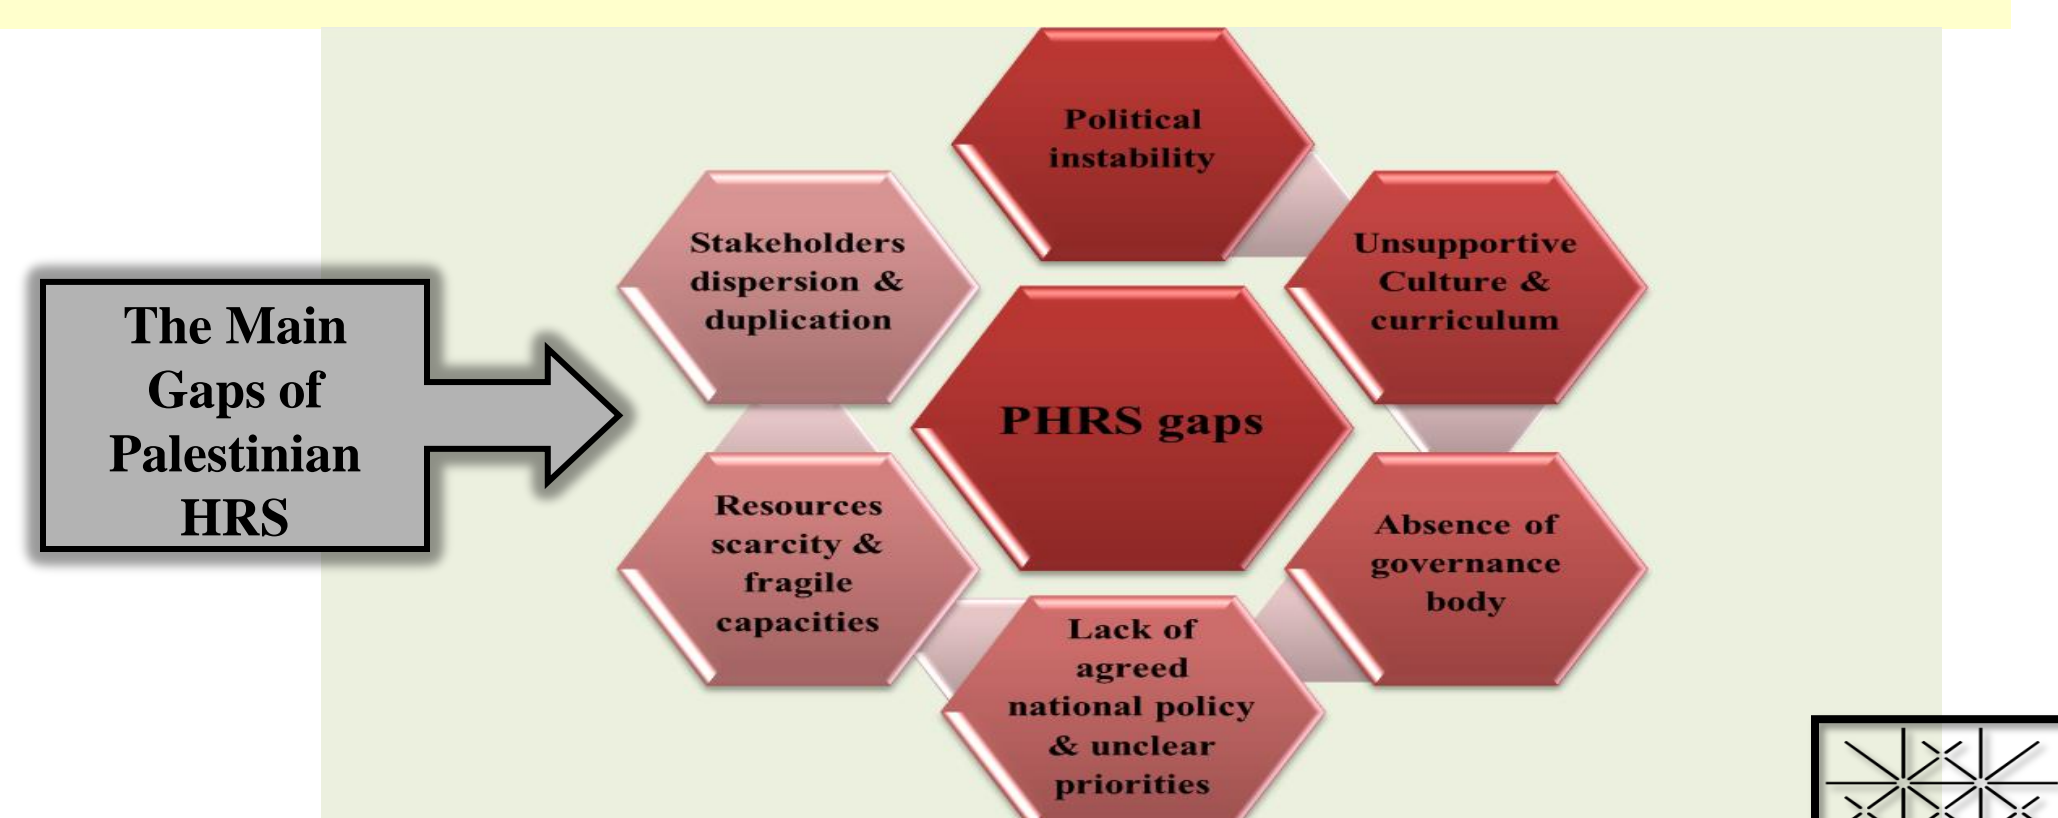 The Main
Gaps of
Palestinian
HRS
Political
instability
Unsupportive
Culture &
curriculum
Absence of
governance
body
Lack of
agreed
national policy
& unclear
priorities
Resources
scarcity &
fragile
capacities
Stakeholders
dispersion &
duplication
PHRS gaps